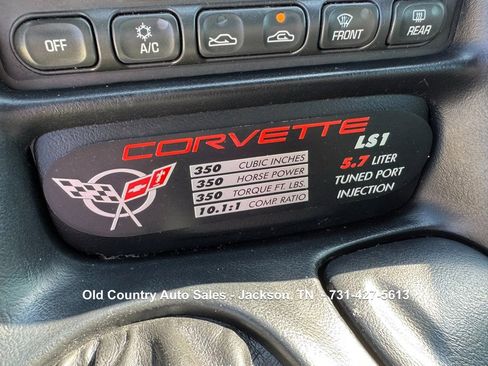 OFF A/C FRONT REAR
CORVETTE
LS1
350 CUBIC INCHES
350 HORSE POWER
350 TORQUE FT. LBS.
10.1:1 COMP. RATIO
5.7 LITER
TUNED PORT
INJECTION
Old Country Auto Sales - Jackson, TN - 731-427-5613